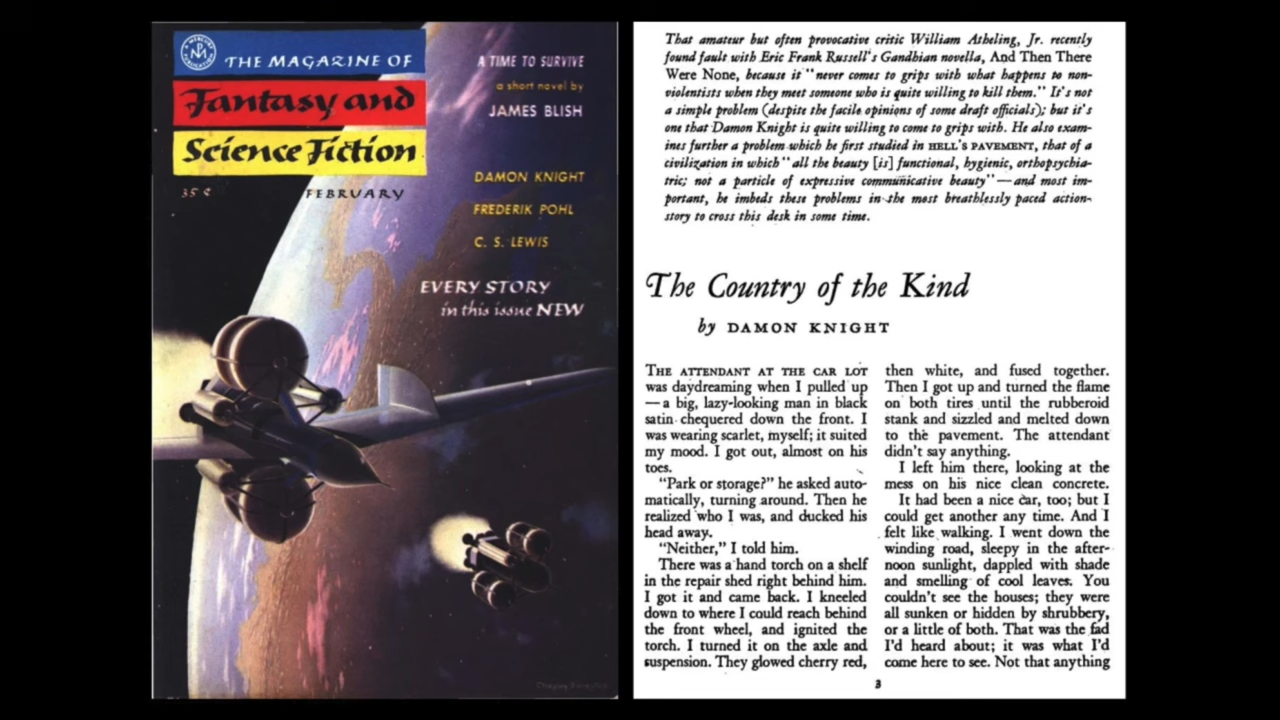 THE MAGAZINE OF
Fantasy and
Science Fiction
35¢ FEBRUARY
A TIME TO SURVIVE
a short novel by
JAMES BLISH
DAMON KNIGHT
FREDERIK POHL
C. S. LEWIS
EVERY STORY
in this issue NEW
That amateur but often provocative critic William Atheling, Jr. recently
found fault with Eric Frank Russell's Gandhian novella, And Then There
Were None, because it "never comes to grips with what happens to non-
violentists when they meet someone who is quite willing to kill them." It's not
a simple problem (despite the facile opinions of some draft officials); but it's
one that Damon Knight is quite willing to come to grips with. He also exam-
ines further a problem which he first studied in HELL'S PAVEMENT, that of a
civilization in which "all the beauty [is] functional, hygienic, orthopsychia-
tric; not a particle of expressive communicative beauty" — and most im-
portant, he imbeds these problems in the most breathlessly paced action-
story to cross this desk in some time.
The Country of the Kind
by DAMON KNIGHT
THE ATTENDANT AT THE CAR LOT
was daydreaming when I pulled up
— a big, lazy-looking man in black
satin chequered down the front. I
was wearing scarlet, myself; it suited
my mood. I got out, almost on his
toes.
"Park or storage?" he asked auto-
matically, turning around. Then he
realized who I was, and ducked his
head away.
"Neither," I told him.
There was a hand torch on a shelf
in the repair shed right behind him.
I got it and came back. I kneeled
down to where I could reach behind
the front wheel, and ignited the
torch. I turned it on the axle and
suspension. They glowed cherry red,
then white, and fused together.
Then I got up and turned the flame
on both tires until the rubberoid
stank and sizzled and melted down
to the pavement. The attendant
didn't say anything.
I left him there, looking at the
mess on his nice clean concrete.
It had been a nice car, too; but I
could get another any time. And I
felt like walking. I went down the
winding road, sleepy in the after-
noon sunlight, dappled with shade
and smelling of cool leaves. You
couldn't see the houses; they were
all sunken or hidden by shrubbery,
or a little of both. That was the fad
I'd heard about; it was what I'd
come here to see. Not that anything
3